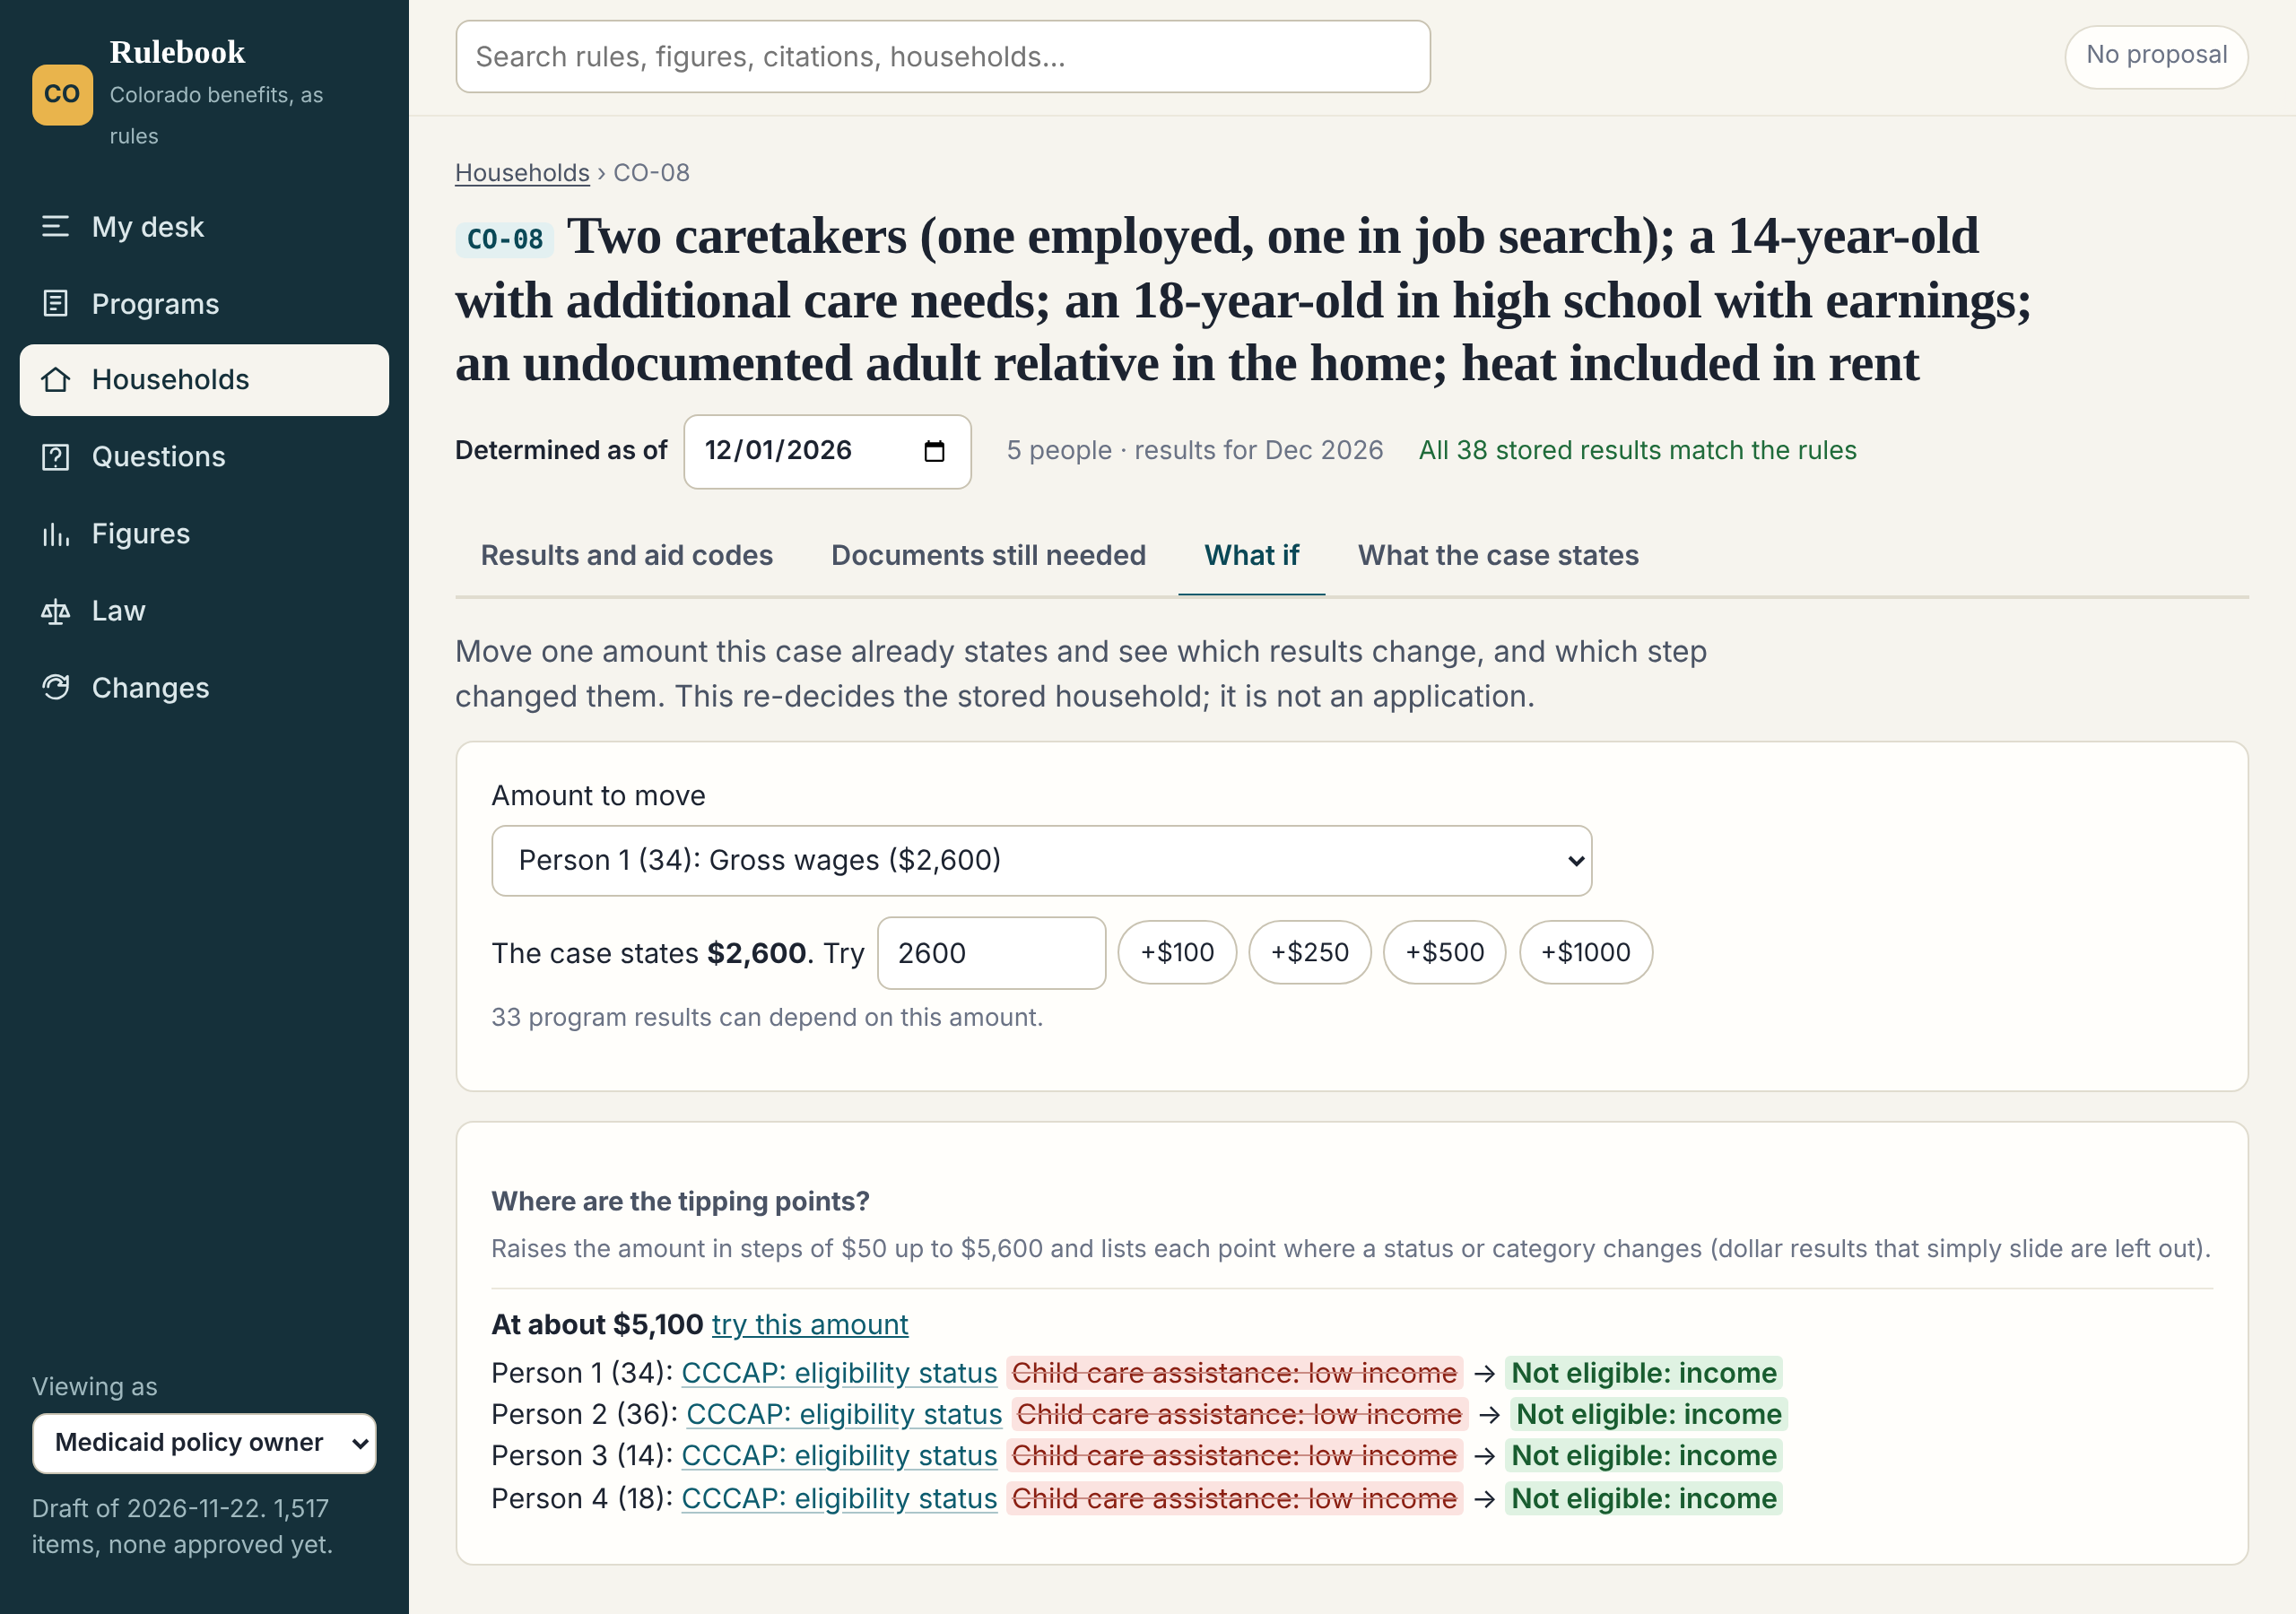 CO
Rulebook
Colorado benefits, as
rules
My desk
Programs
Households
Questions
Figures
Law
Changes
Viewing as
Medicaid policy owner
Draft of 2026-11-22. 1,517
items, none approved yet.
Search rules, figures, citations, households...
No proposal
Households › CO-08
CO-08 Two caretakers (one employed, one in job search); a 14-year-old
with additional care needs; an 18-year-old in high school with earnings;
an undocumented adult relative in the home; heat included in rent
Determined as of 12/01/2026 5 people · results for Dec 2026 All 38 stored results match the rules
Results and aid codes Documents still needed What if What the case states
Move one amount this case already states and see which results change, and which step
changed them. This re-decides the stored household; it is not an application.
Amount to move
Person 1 (34): Gross wages ($2,600)
The case states $2,600. Try 2600 +$100 +$250 +$500 +$1000
33 program results can depend on this amount.
Where are the tipping points?
Raises the amount in steps of $50 up to $5,600 and lists each point where a status or category changes (dollar results that simply slide are left out).
At about $5,100 try this amount
Person 1 (34): CCCAP: eligibility status Child care assistance: low income → Not eligible: income
Person 2 (36): CCCAP: eligibility status Child care assistance: low income → Not eligible: income
Person 3 (14): CCCAP: eligibility status Child care assistance: low income → Not eligible: income
Person 4 (18): CCCAP: eligibility status Child care assistance: low income → Not eligible: income